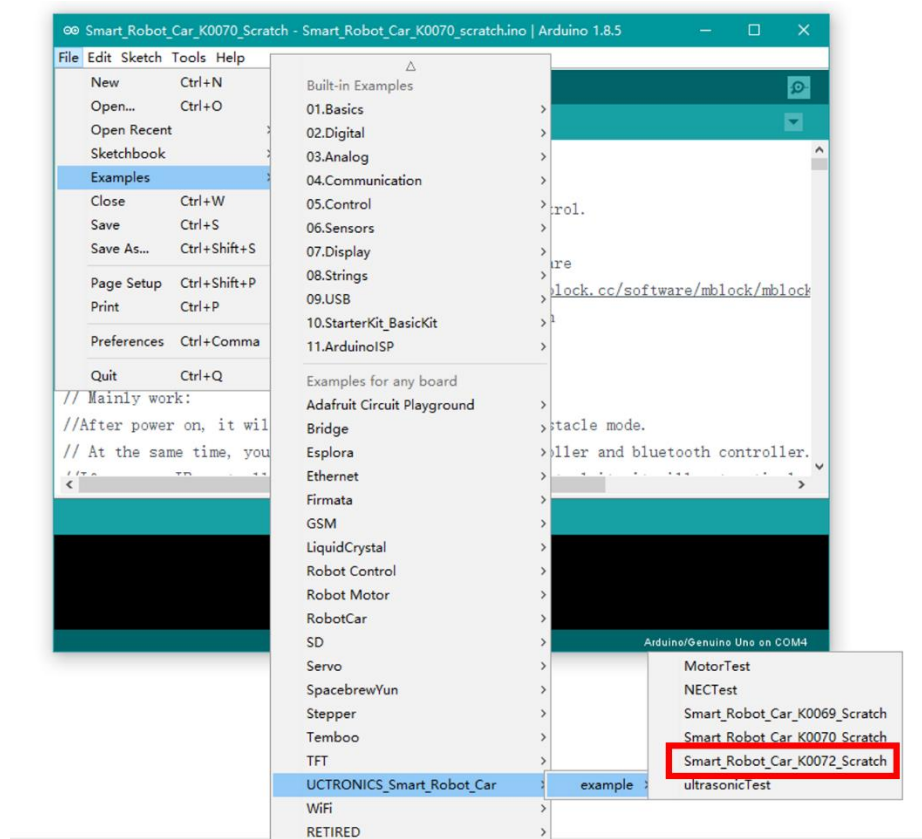 Smart_Robot_Car_K0070_Scratch - Smart_Robot_Car_K0070_scratch.ino | Arduino 1.8.5
File Edit Sketch Tools Help
New Ctrl+N
Open... Ctrl+O
Open Recent
Sketchbook
Examples
Close Ctrl+W
Save Ctrl+S
Save As... Ctrl+Shift+S
Page Setup Ctrl+Shift+P
Print Ctrl+P
Preferences Ctrl+Comma
Quit Ctrl+Q
Built-in Examples
01.Basics
02.Digital
03.Analog
04.Communication
05.Control
06.Sensors
07.Display
08.Strings
09.USB
10.StarterKit_BasicKit
11.ArduinoISP
Examples for any board
Adafruit Circuit Playground
Bridge
Esplora
Ethernet
Firmata
GSM
LiquidCrystal
Robot Control
Robot Motor
RobotCar
SD
Servo
SpacebrewYun
Stepper
Temboo
TFT
UCTRONICS_Smart_Robot_Car
WiFi
RETIRED
example
MotorTest
NECTest
Smart_Robot_Car_K0069_Scratch
Smart_Robot_Car_K0070_Scratch
Smart_Robot_Car_K0072_Scratch
ultrasonicTest
trol.
lock.cc/software/mblock/mblock
// Mainly work:
//After power on, it wil stacle mode.
// At the same time, you ller and bluetooth controller.
Arduino/Genuino Uno on COM4